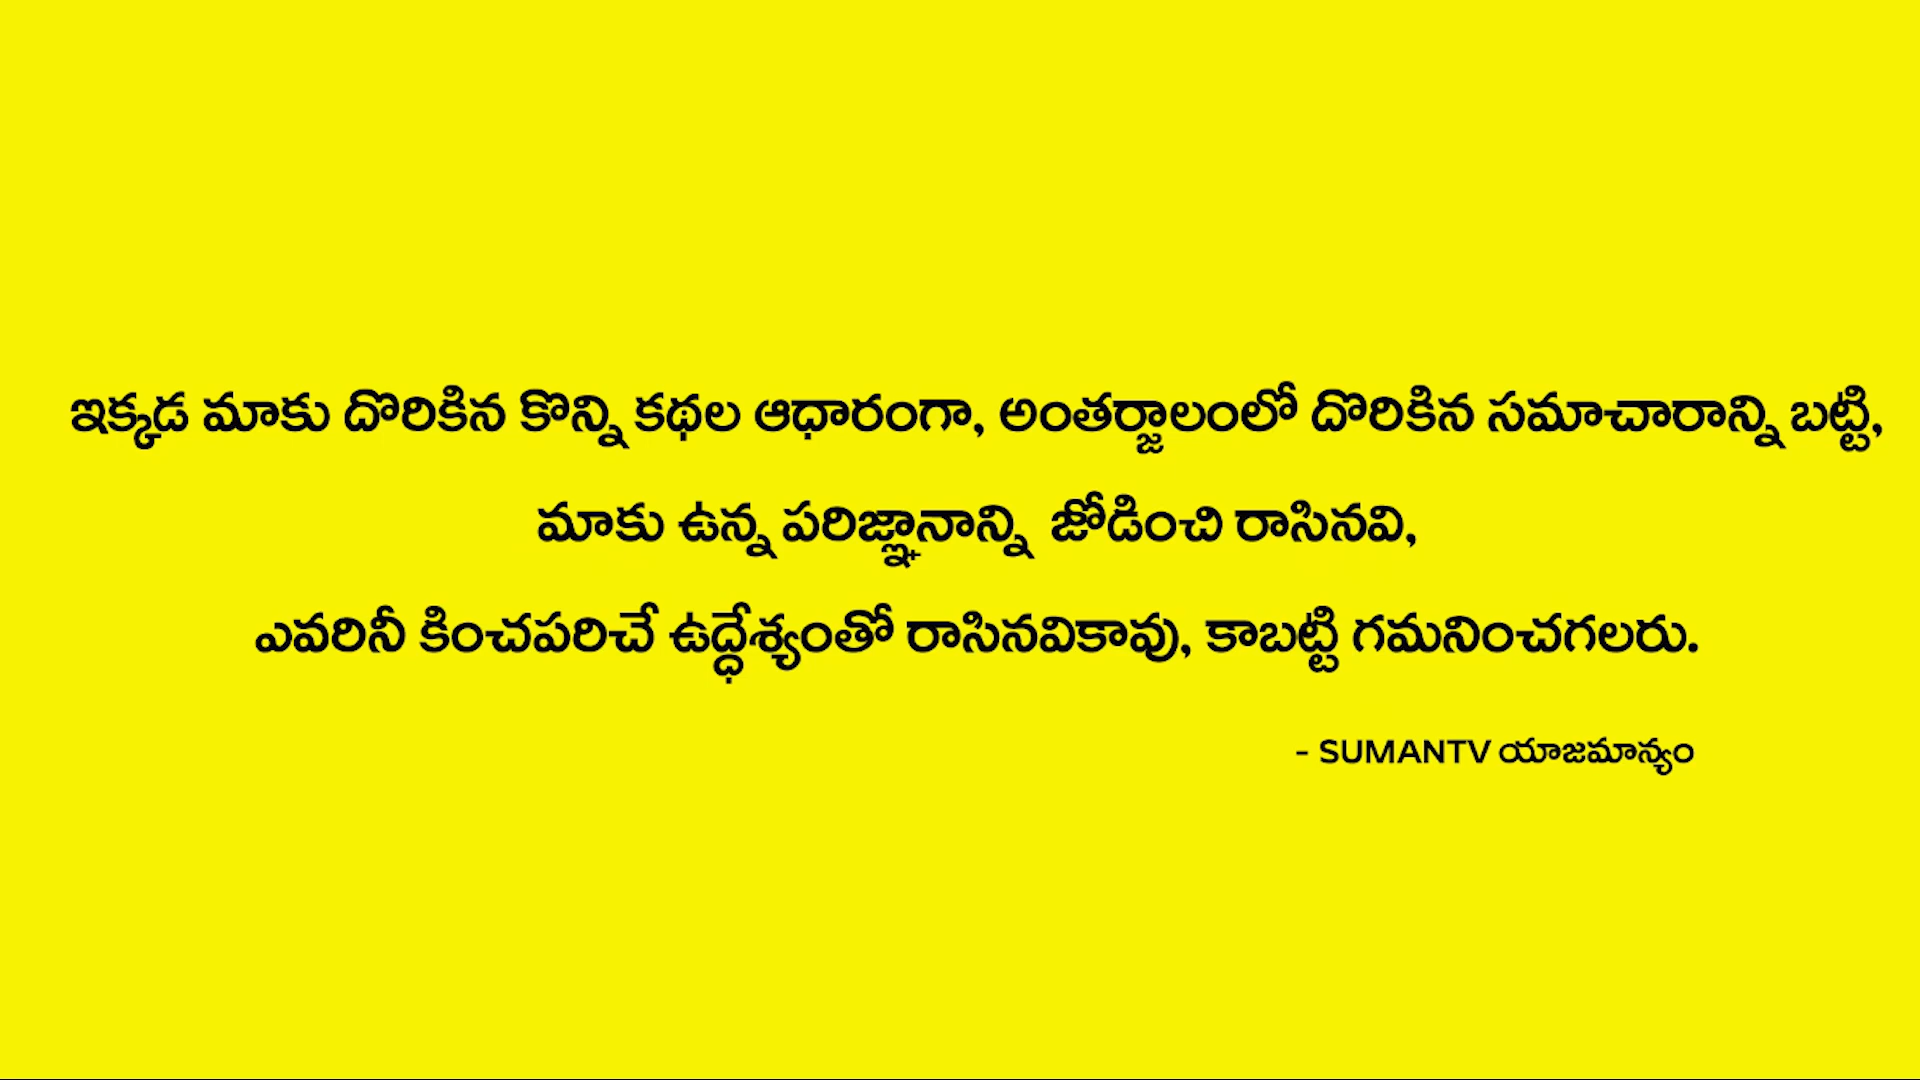 ఇక్కడ మాకు దొరికిన కొన్ని కథల ఆధారంగా, అంతర్జాలంలో దొరికిన సమాచారాన్ని బట్టి,
మాకు ఉన్న పరిజ్ఞానాన్ని జోడించి రాసినవి,
ఎవరినీ కించపరిచే ఉద్ధేశ్యంతో రాసినవికావు, కాబట్టి గమనించగలరు.
- SUMANTV యాజమాన్యం